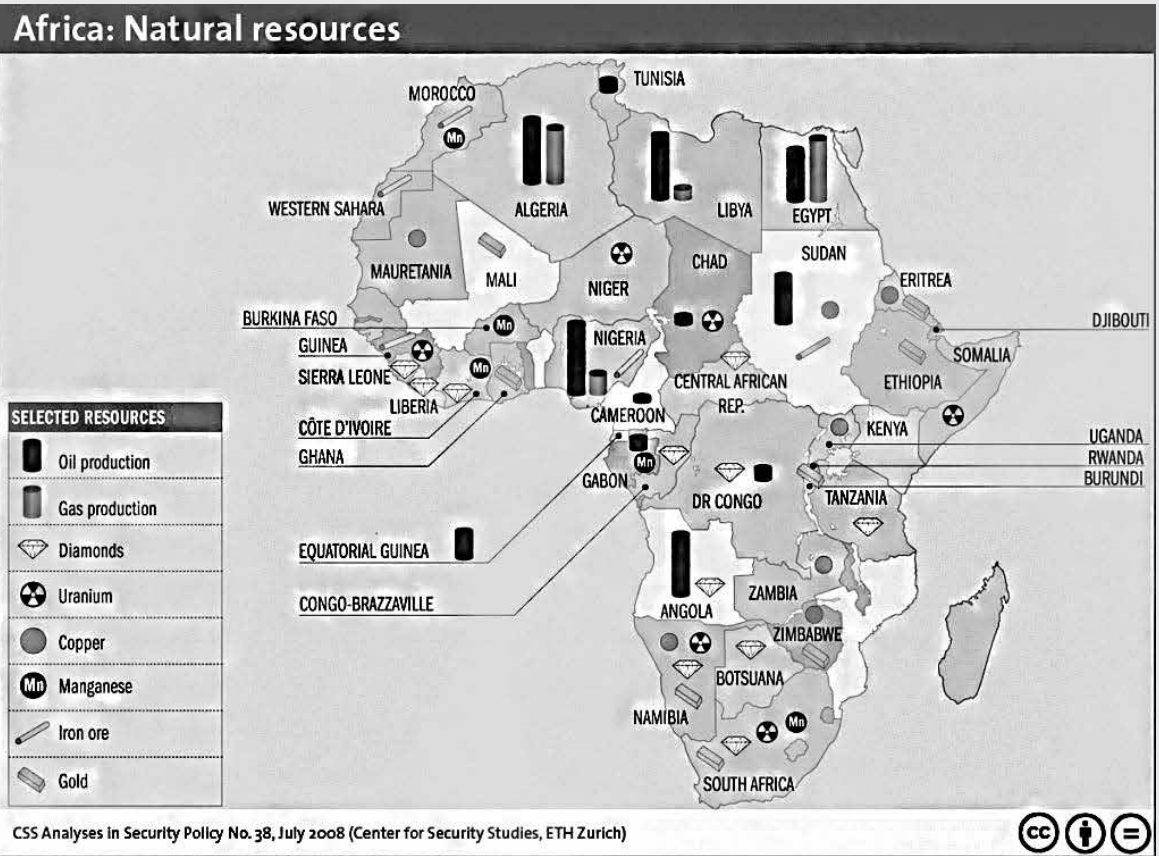 Africa: Natural resources
TUNISIA
MOROCCO
Mn
WESTERN SAHARA
ALGERIA
LIBYA
EGYPT
MAURETANIA
MALI
NIGER
CHAD
SUDAN
ERITREA
BURKINA FASO
Mn
NIGERIA
DJIBOUTI
GUINEA
SOMALIA
SIERRA LEONE
Mn
CENTRAL AFRICAN
REP.
ETHIOPIA
LIBERIA
CAMEROON
CÔTE D'IVOIRE
KENYA
UGANDA
GHANA
RWANDA
Mn
GABON
BURUNDI
DR CONGO
TANZANIA
EQUATORIAL GUINEA
CONGO-BRAZZAVILLE
ANGOLA
ZAMBIA
ZIMBABWE
BOTSUANA
NAMIBIA
Mn
SOUTH AFRICA
SELECTED RESOURCES
Oil production
Gas production
Diamonds
Uranium
Copper
Mn Manganese
Iron ore
Gold
CSS Analyses in Security Policy No. 38, July 2008 (Center for Security Studies, ETH Zurich)
cc